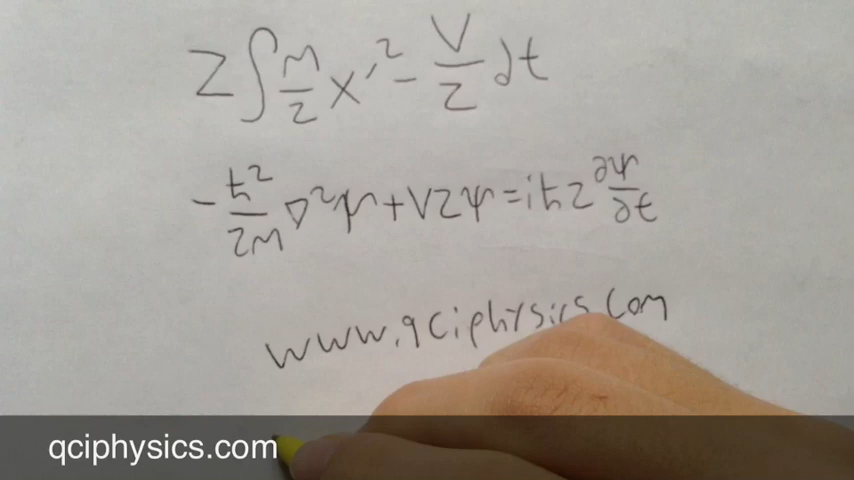 Z∫ m/2 x'² - V/Z ∂t
-ħ²/2m ∇²ψ + VZψ = iħZ ∂ψ/∂t
www.qciphysics.com
qciphysics.com